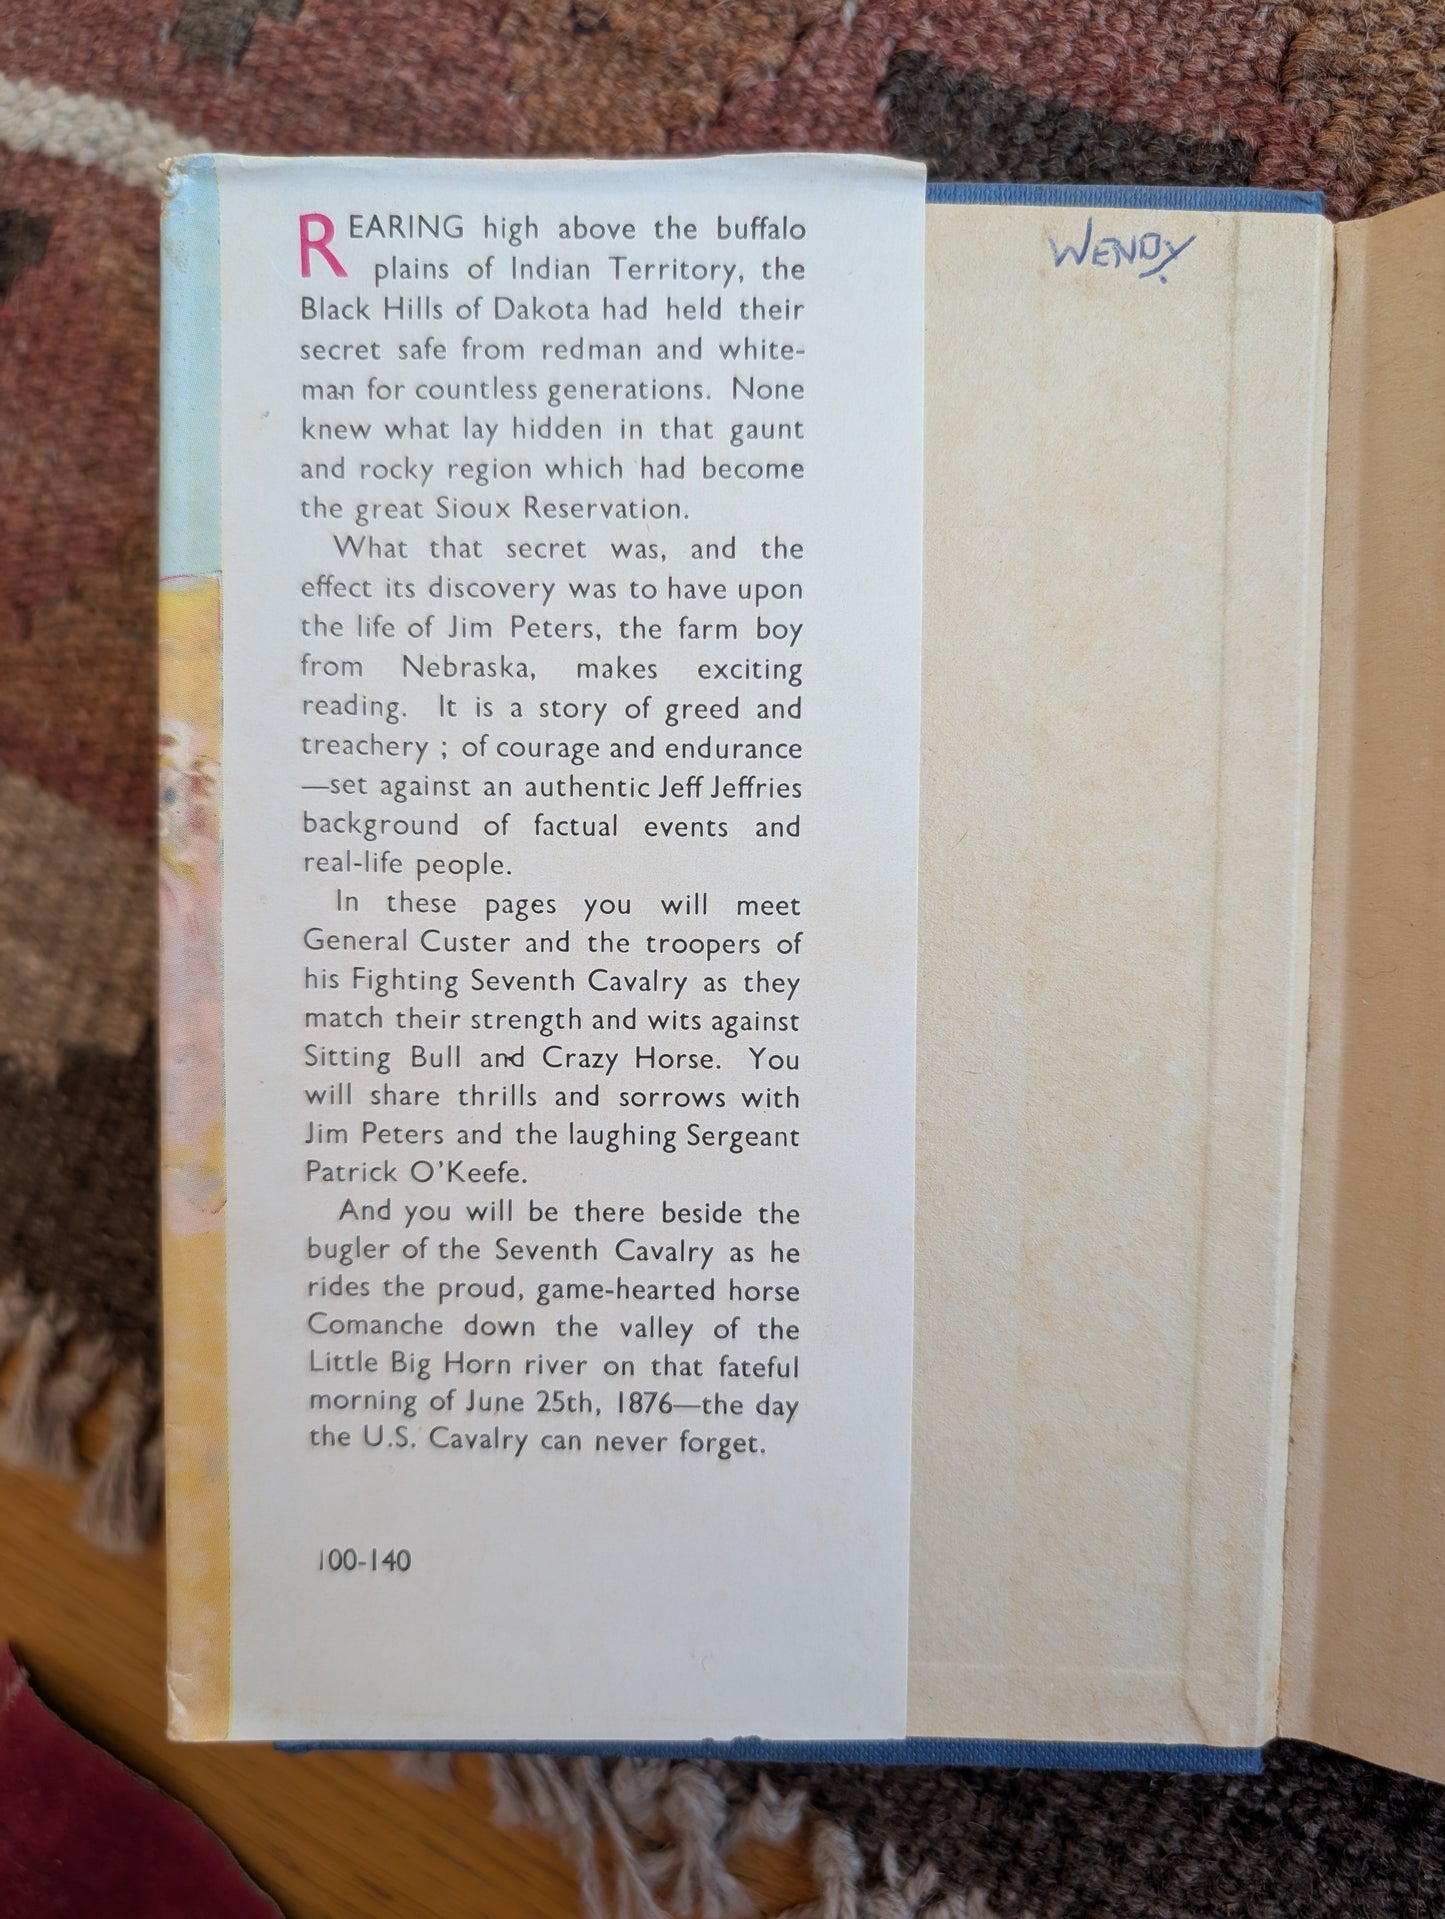 REARING high above the buffalo
plains of Indian Territory, the
Black Hills of Dakota had held their
secret safe from redman and white-
man for countless generations. None
knew what lay hidden in that gaunt
and rocky region which had become
the great Sioux Reservation.
What that secret was, and the
effect its discovery was to have upon
the life of Jim Peters, the farm boy
from Nebraska, makes exciting
reading. It is a story of greed and
treachery ; of courage and endurance
—set against an authentic Jeff Jeffries
background of factual events and
real-life people.
In these pages you will meet
General Custer and the troopers of
his Fighting Seventh Cavalry as they
match their strength and wits against
Sitting Bull and Crazy Horse. You
will share thrills and sorrows with
Jim Peters and the laughing Sergeant
Patrick O'Keefe.
And you will be there beside the
bugler of the Seventh Cavalry as he
rides the proud, game-hearted horse
Comanche down the valley of the
Little Big Horn river on that fateful
morning of June 25th, 1876—the day
the U.S. Cavalry can never forget.
100-140
WENDY